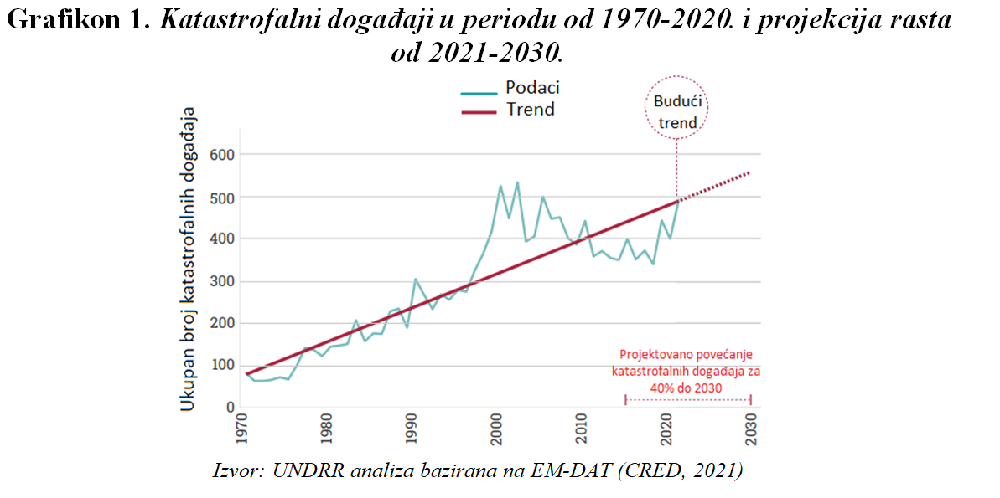 Grafikon 1. Katastrofalni događaji u periodu od 1970-2020. i projekcija rasta
od 2021-2030.
Podaci
Trend
Budući
trend
Ukupan broj katastrofalnih događaja
600
500
400
300
200
100
0
Projektovano povećanje
katastrofalnih događaja za
40% do 2030
1970
1980
1990
2000
2010
2020
2030
Izvor: UNDRR analiza bazirana na EM-DAT (CRED, 2021)